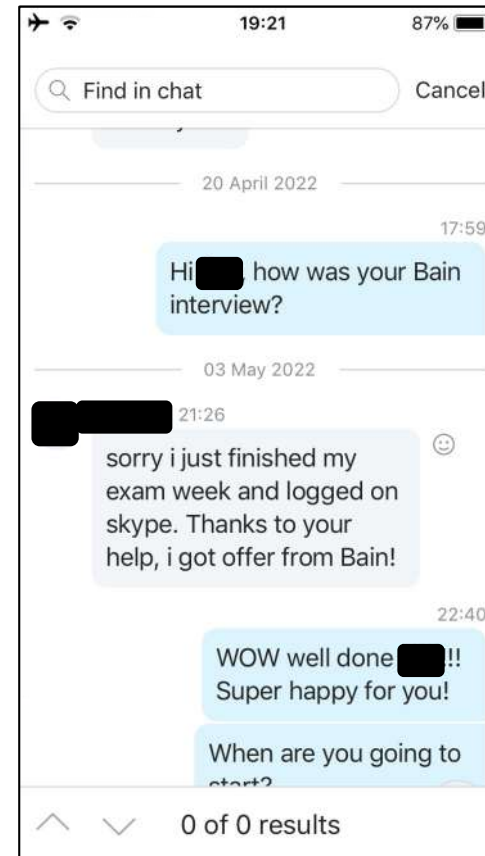 19:21
87%
Find in chat
Cancel
20 April 2022
17:59
Hi , how was your Bain
interview?
03 May 2022
21:26
sorry i just finished my
exam week and logged on
skype. Thanks to your
help, i got offer from Bain!
22:40
WOW well done !!
Super happy for you!
When are you going to
start?
0 of 0 results